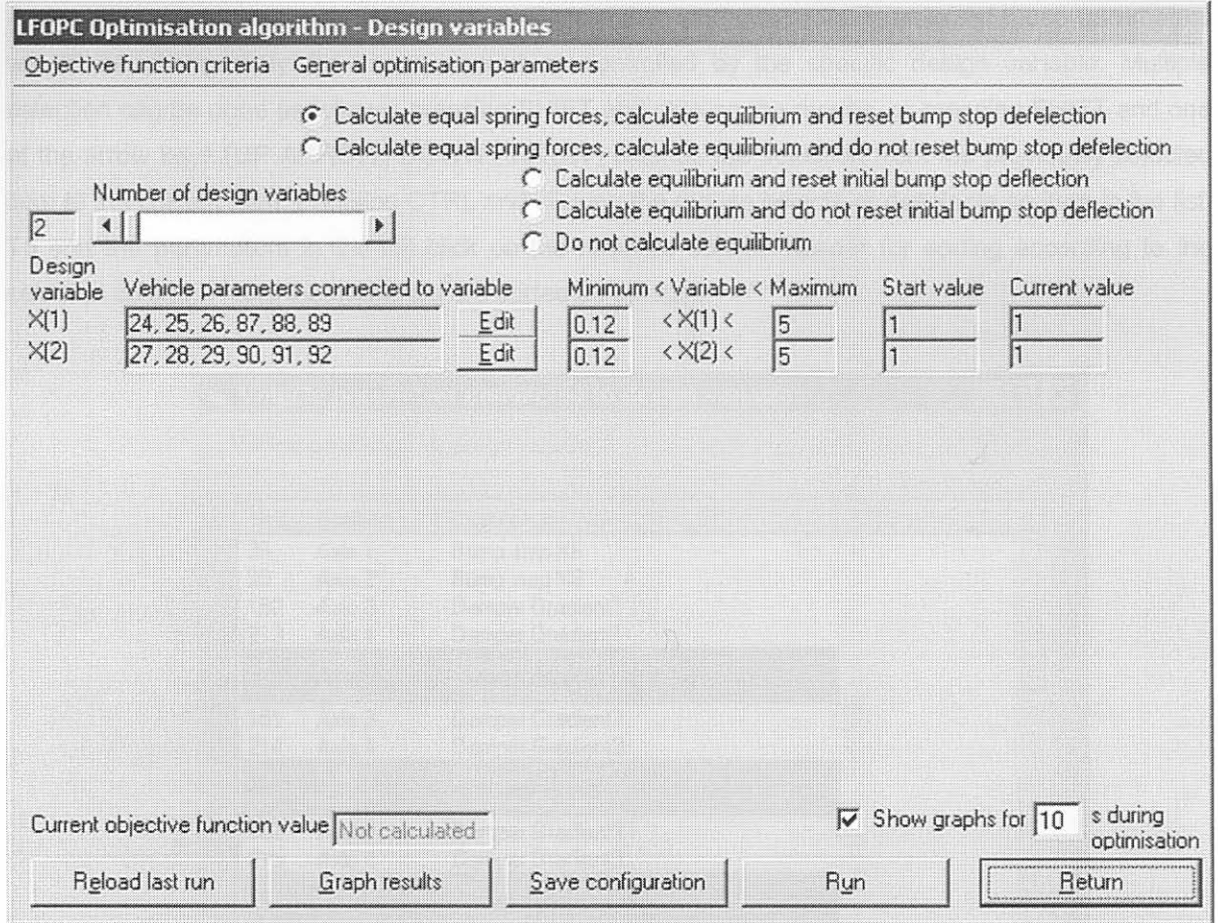 LFOPC Optimisation algorithm - Design variables
Objective function criteria General optimisation parameters
Calculate equal spring forces, calculate equilibrium and reset bump stop defelection
Calculate equal spring forces, calculate equilibrium and do not reset bump stop defelection
Calculate equilibrium and reset initial bump stop deflection
Calculate equilibrium and do not reset initial bump stop deflection
Do not calculate equilibrium
Number of design variables
2
Design variable Vehicle parameters connected to variable Minimum < Variable < Maximum Start value Current value
X(1) 24, 25, 26, 87, 88, 89 Edit 0.12 < X(1) < 5 1 1
X(2) 27, 28, 29, 90, 91, 92 Edit 0.12 < X(2) < 5 1 1
Current objective function value Not calculated
Show graphs for 10 s during optimisation
Reload last run Graph results Save configuration Run Return